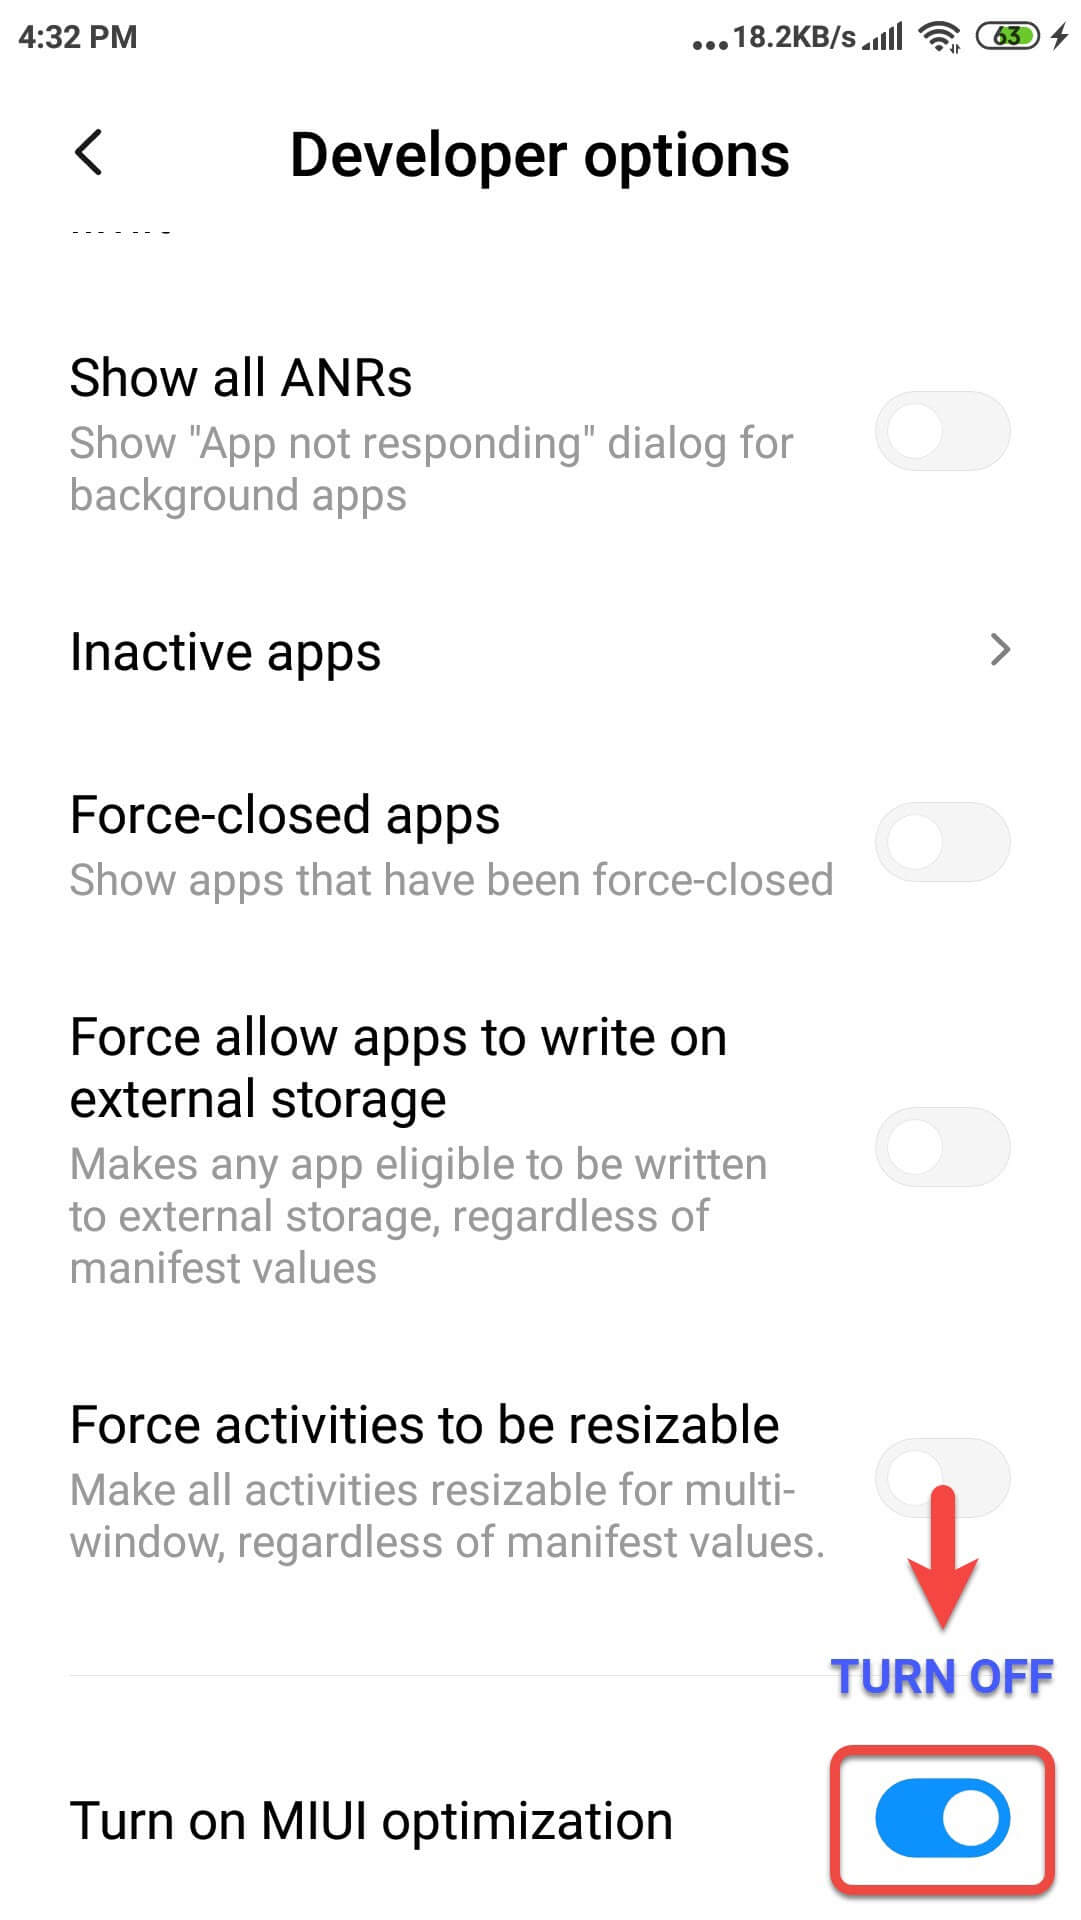 4:32 PM
...18.2KB/s
63
Developer options
Show all ANRs
Show "App not responding" dialog for
background apps
Inactive apps
Force-closed apps
Show apps that have been force-closed
Force allow apps to write on
external storage
Makes any app eligible to be written
to external storage, regardless of
manifest values
Force activities to be resizable
Make all activities resizable for multi-
window, regardless of manifest values.
TURN OFF
Turn on MIUI optimization